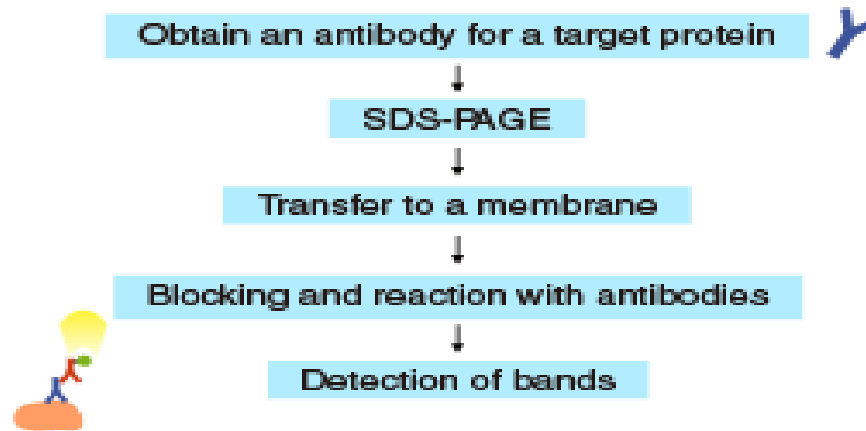 Obtain an antibody for a target protein
SDS-PAGE
Transfer to a membrane
Blocking and reaction with antibodies
Detection of bands